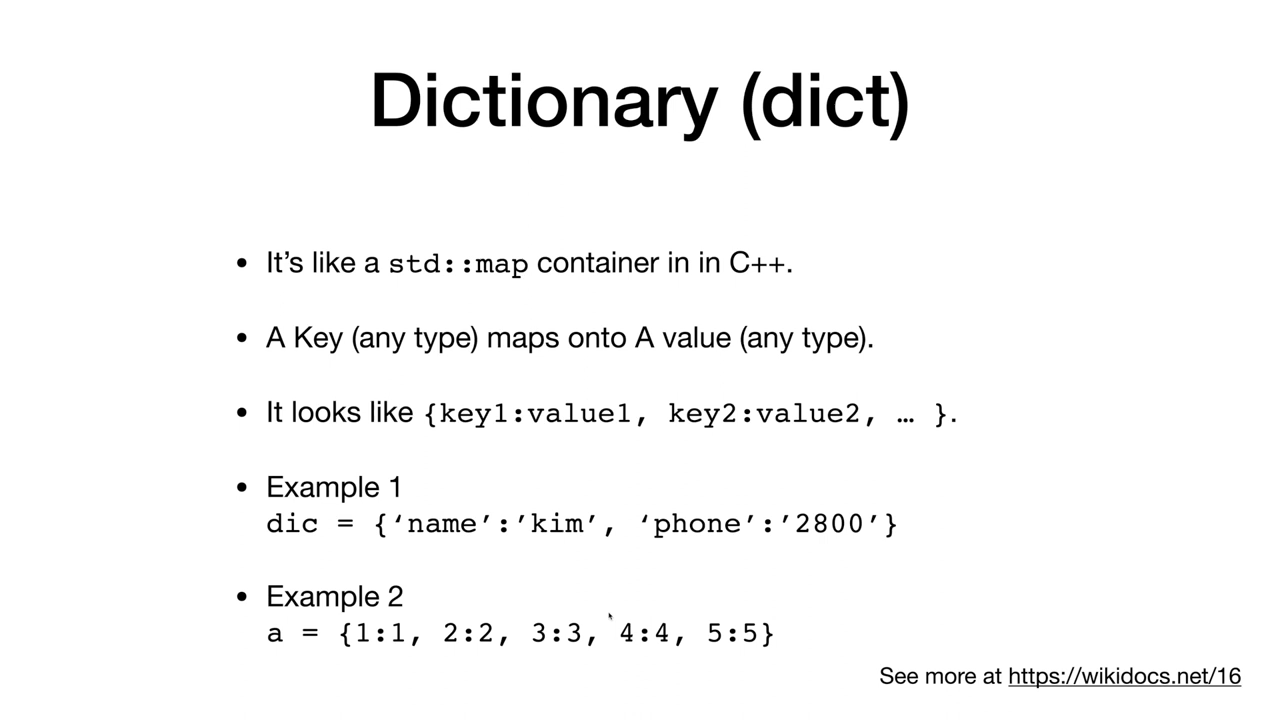 Dictionary (dict)
• It’s like a std::map container in in C++.
• A Key (any type) maps onto A value (any type).
• It looks like {key1:value1, key2:value2, … }.
• Example 1
dic = {‘name’:’kim’, ‘phone’:’2800’}
• Example 2
a = {1:1, 2:2, 3:3, 4:4, 5:5}
See more at https://wikidocs.net/16